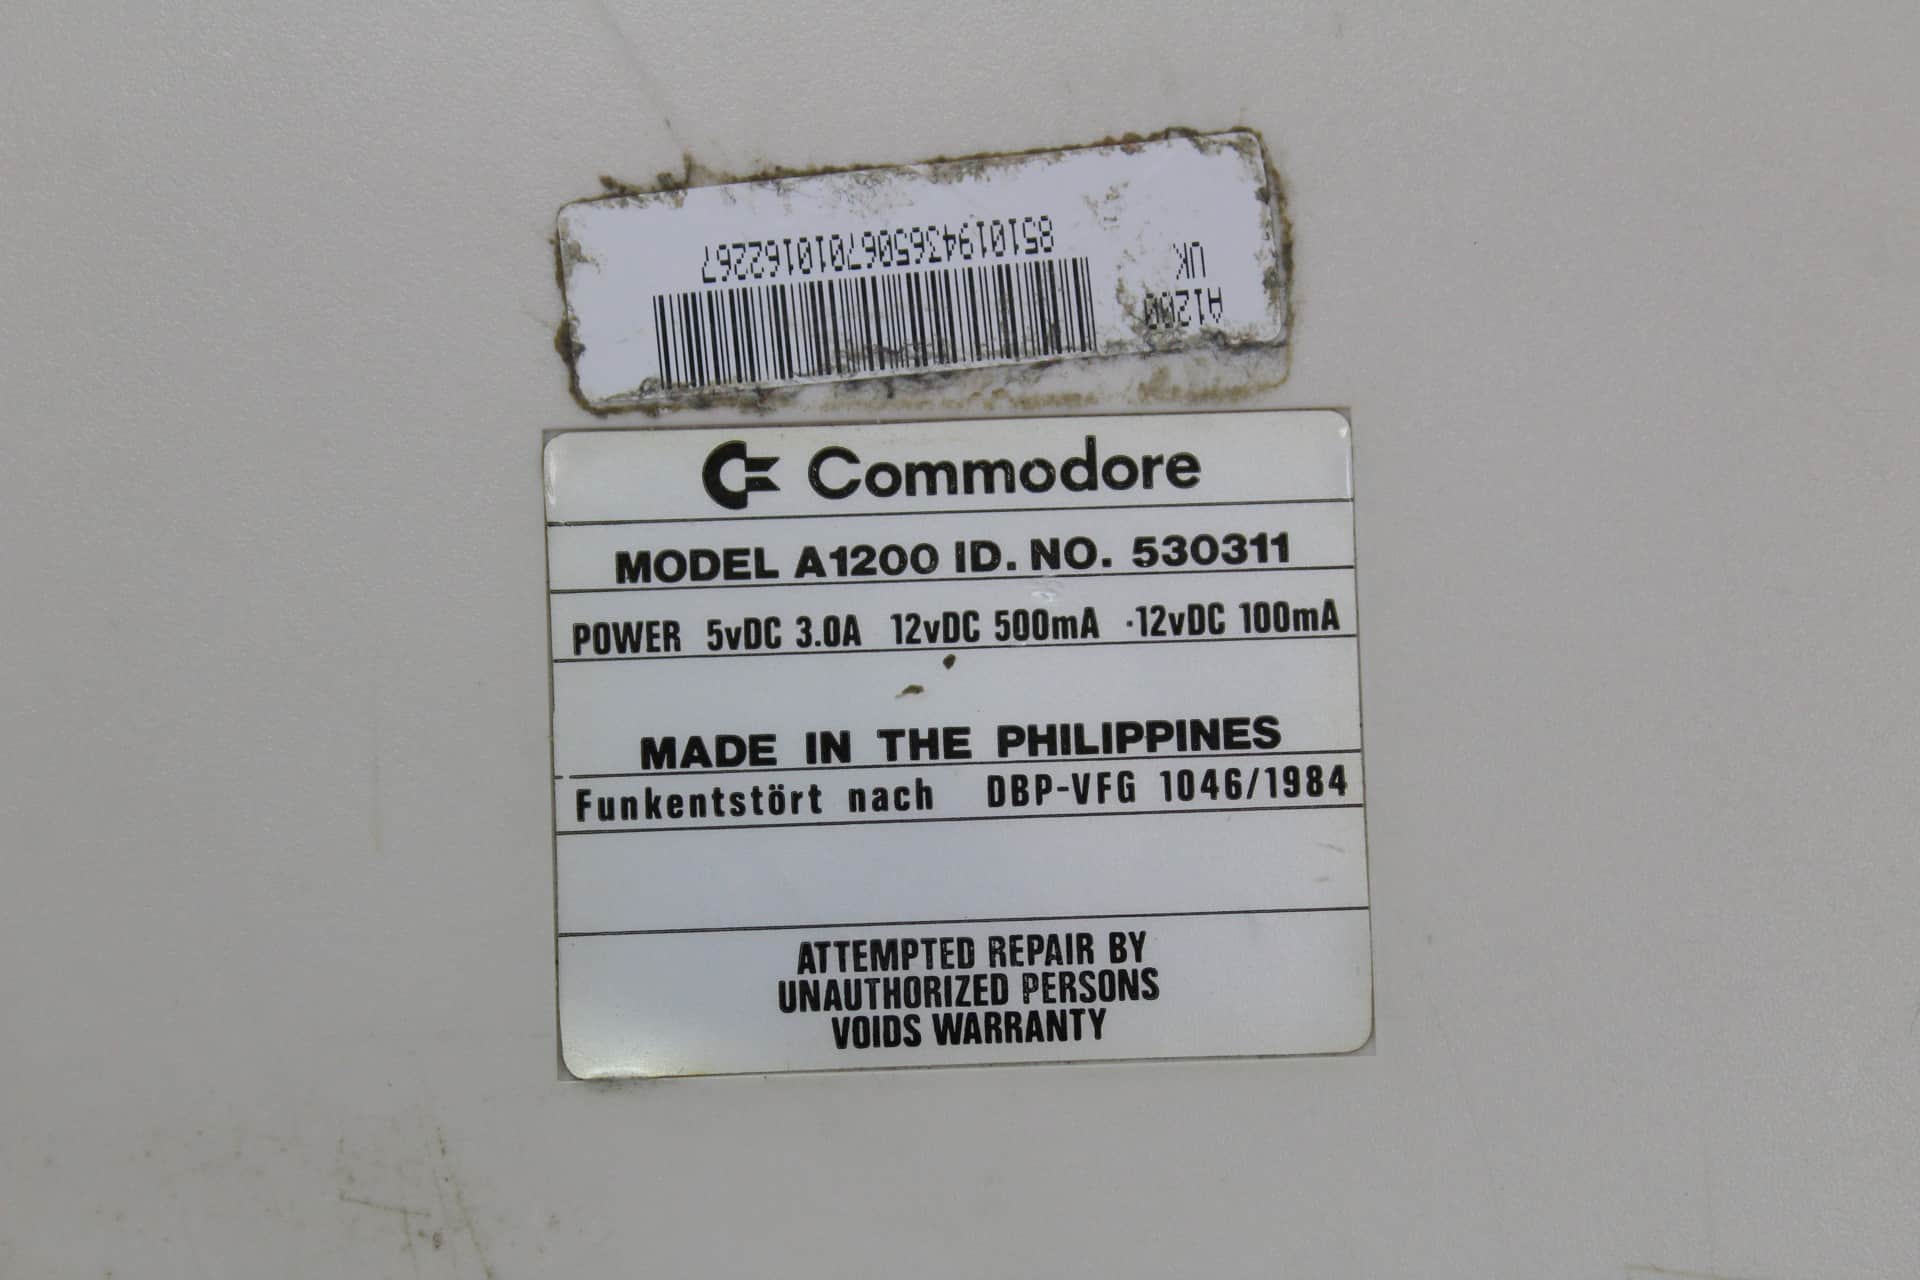 A1200
UK
8510194365067010162267
Commodore
MODEL A1200 ID. NO. 530311
POWER 5vDC 3.0A 12vDC 500mA -12vDC 100mA
MADE IN THE PHILIPPINES
Funkentstört nach DBP-VFG 1046/1984
ATTEMPTED REPAIR BY
UNAUTHORIZED PERSONS
VOIDS WARRANTY